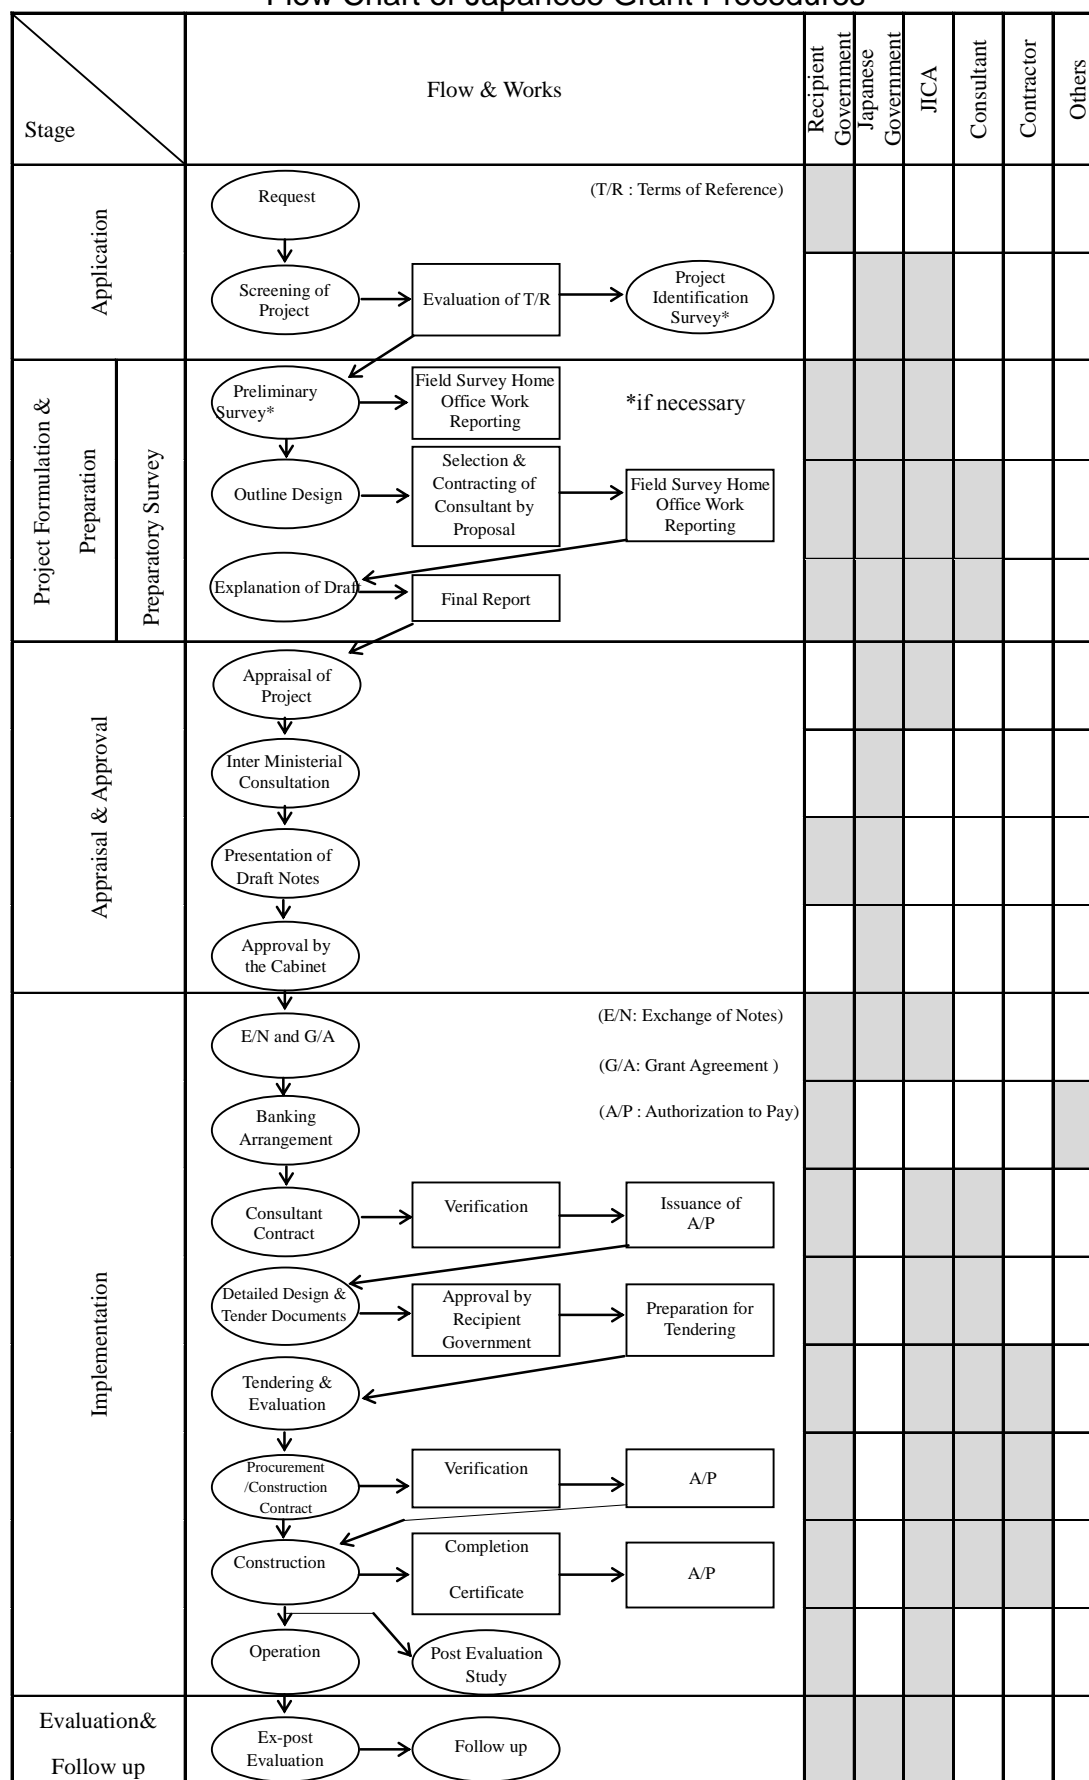 Flow Chart of Japanese Grant Procedures
Stage
Flow & Works
Recipient
Government
Japanese
Government
JICA
Consultant
Contractor
Others
Application
Request
(T/R : Terms of Reference)
Screening of
Project
Evaluation of T/R
Project
Identification
Survey*
Project Formulation &
Preparation
Preparatory Survey
Preliminary
Survey*
Field Survey Home
Office Work
Reporting
*if necessary
Outline Design
Selection &
Contracting of
Consultant by
Proposal
Field Survey Home
Office Work
Reporting
Explanation of Draft
Final Report
Appraisal & Approval
Appraisal of
Project
Inter Ministerial
Consultation
Presentation of
Draft Notes
Approval by
the Cabinet
Implementation
E/N and G/A
(E/N: Exchange of Notes)
(G/A: Grant Agreement )
(A/P : Authorization to Pay)
Banking
Arrangement
Consultant
Contract
Verification
Issuance of
A/P
Detailed Design &
Tender Documents
Approval by
Recipient
Government
Preparation for
Tendering
Tendering &
Evaluation
Procurement
/Construction
Contract
Verification
A/P
Construction
Completion
Certificate
A/P
Operation
Post Evaluation
Study
Evaluation&
Follow up
Ex-post
Evaluation
Follow up